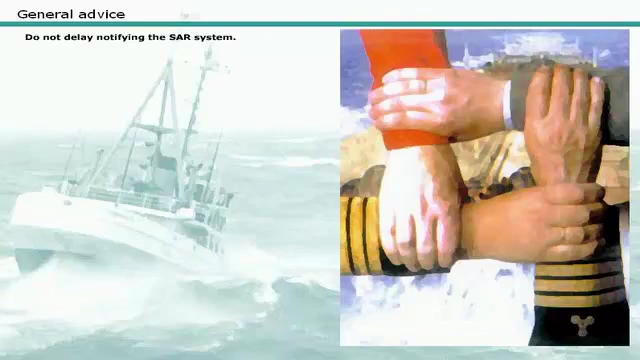 General advice
Do not delay notifying the SAR system.